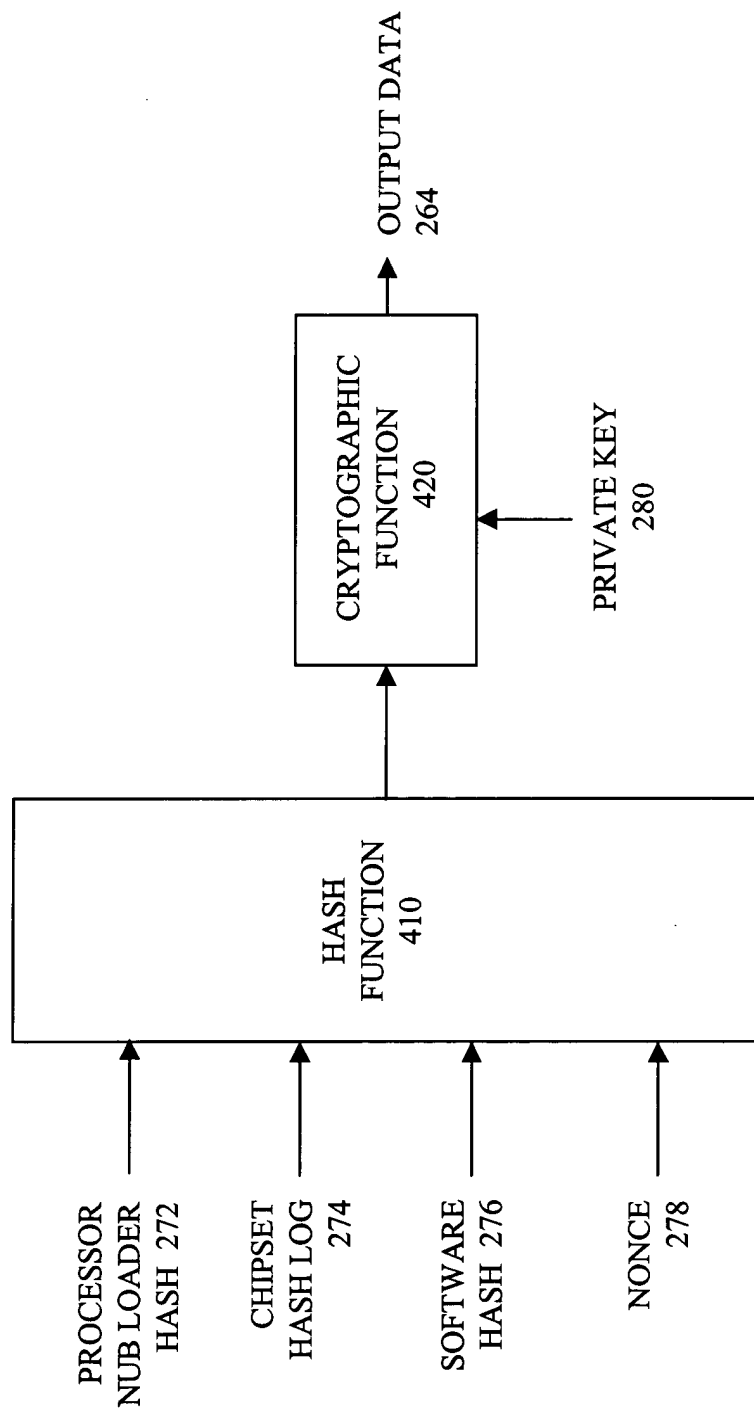 PROCESSOR
NUB LOADER
HASH 272
CHIPSET
HASH LOG
274
SOFTWARE
HASH 276
NONCE
278
HASH
FUNCTION
410
CRYPTOGRAPHIC
FUNCTION
420
PRIVATE KEY
280
OUTPUT DATA
264